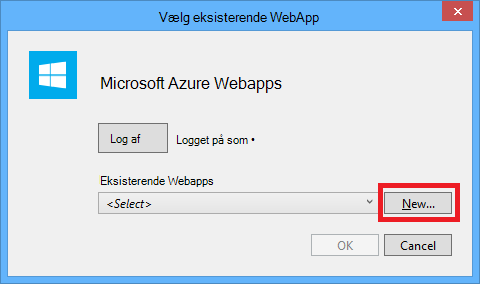 Vælg eksisterende WebApp
Microsoft Azure Webapps
Log af
Logget på som •
Eksisterende Webapps
<Select>
New...
OK
Cancel